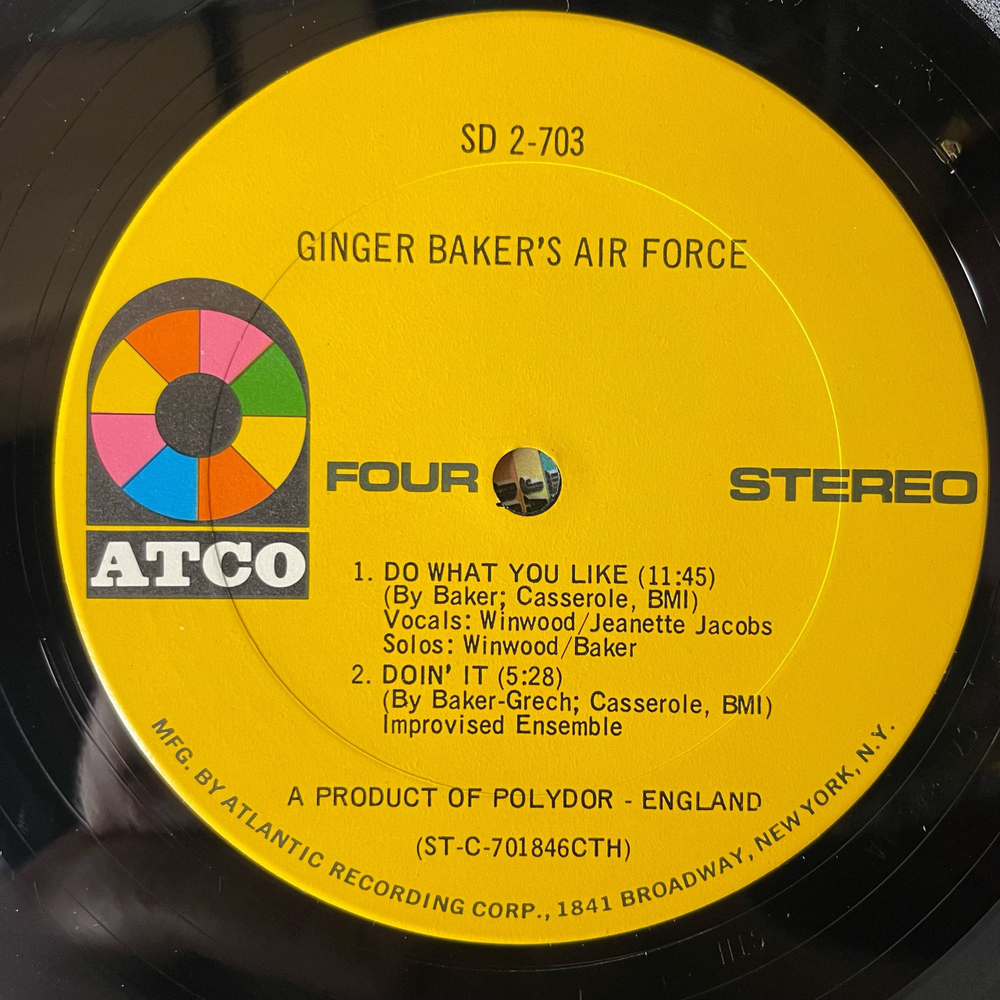 SD 2-703
GINGER BAKER'S AIR FORCE
ATCO
FOUR
STEREO
1. DO WHAT YOU LIKE (11:45)
(By Baker; Casserole, BMI)
Vocals: Winwood/Jeanette Jacobs
Solos: Winwood/Baker
2. DOIN' IT (5:28)
(By Baker-Grech; Casserole, BMI)
Improvised Ensemble
A PRODUCT OF POLYDOR - ENGLAND
(ST-C-701846CTH)
MFG. BY ATLANTIC RECORDING CORP., 1841 BROADWAY, NEW YORK, N.Y.